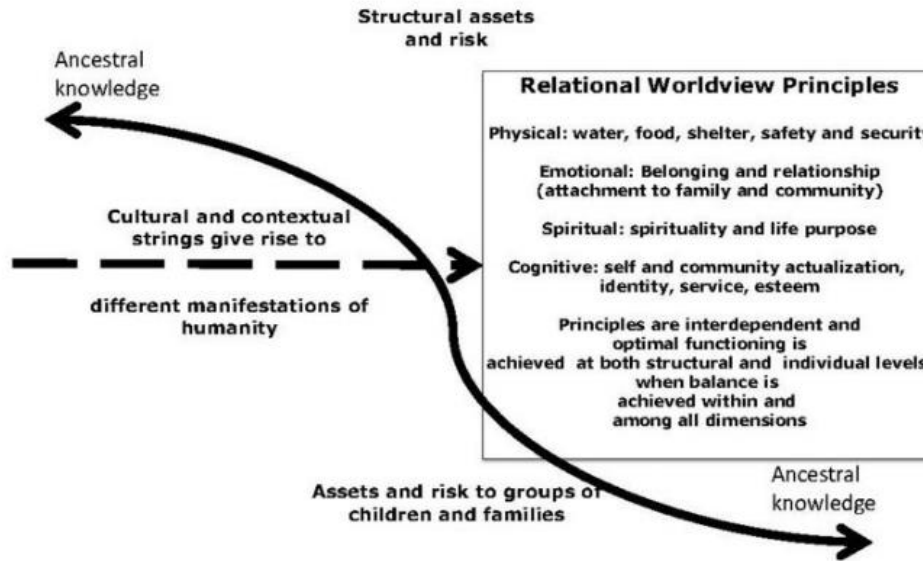 Structural assets
and risk
Ancestral
knowledge
Relational Worldview Principles
Physical: water, food, shelter, safety and security
Emotional: Belonging and relationship
(attachment to family and community)
Spiritual: spirituality and life purpose
Cognitive: self and community actualization,
identity, service, esteem
Principles are interdependent and
optimal functioning is
achieved at both structural and individual levels
when balance is
achieved within and
among all dimensions
Cultural and contextual
strings give rise to
different manifestations of
humanity
Assets and risk to groups of
children and families
Ancestral
knowledge